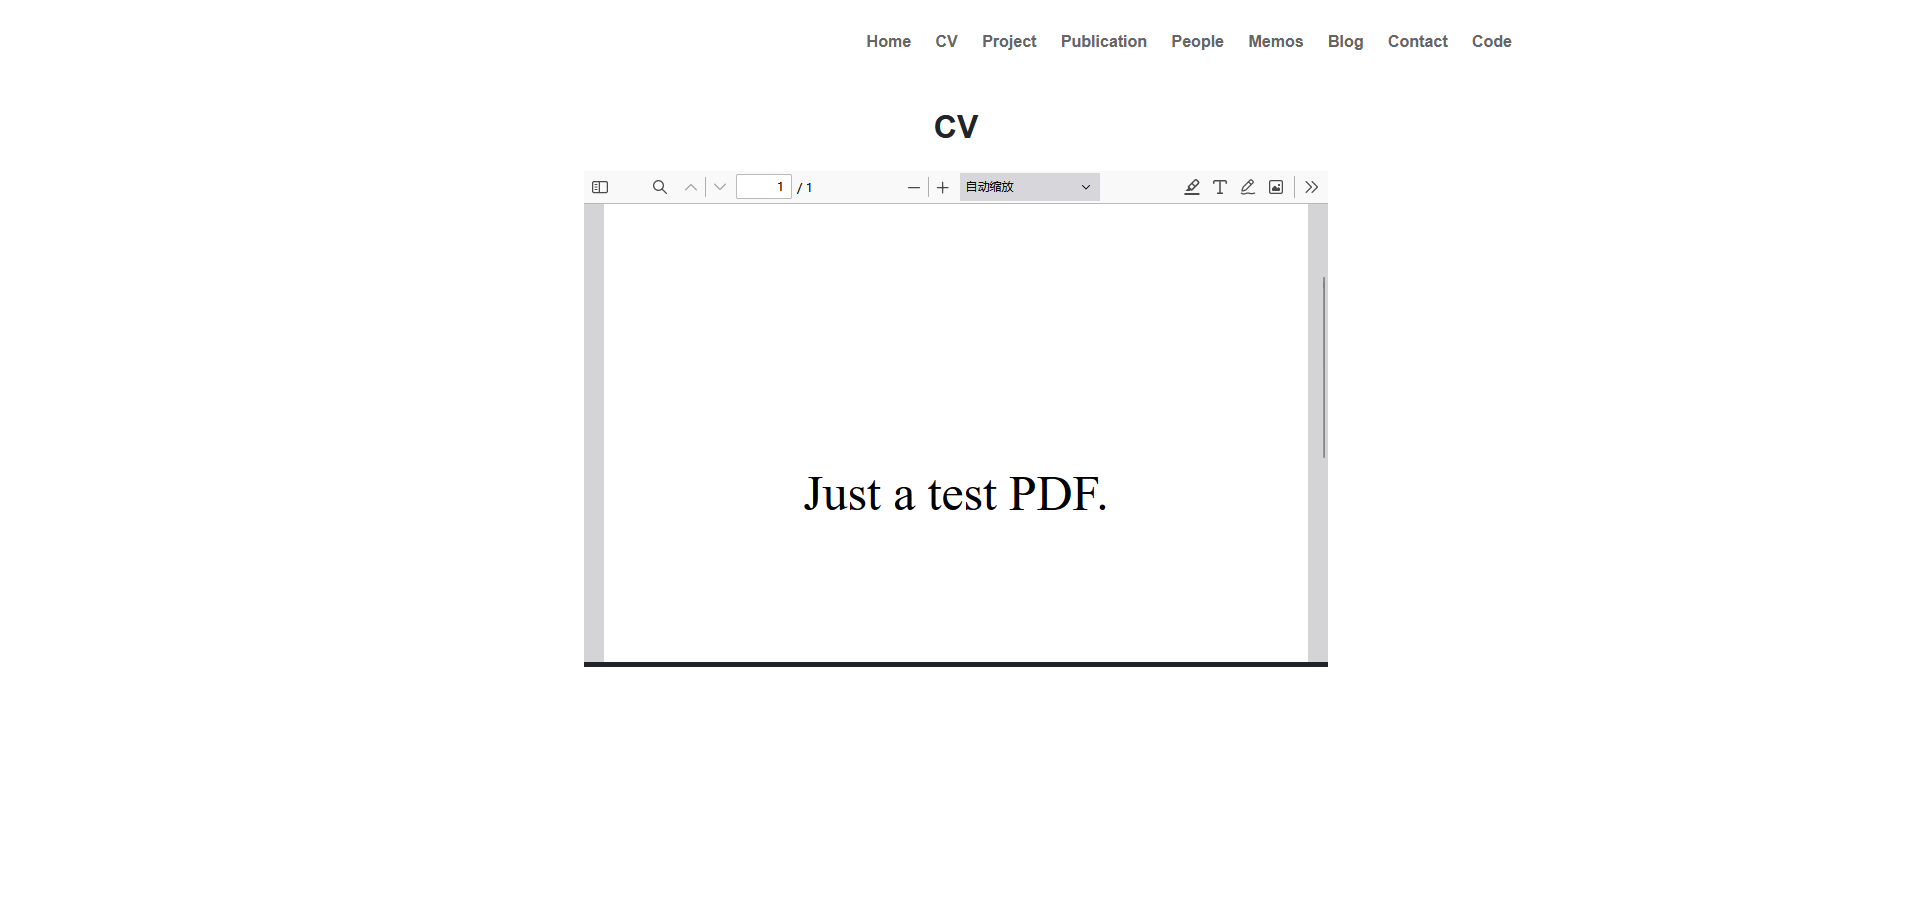 Home CV Project Publication People Memos Blog Contact Code
CV
1 / 1 自动缩放
Just a test PDF.